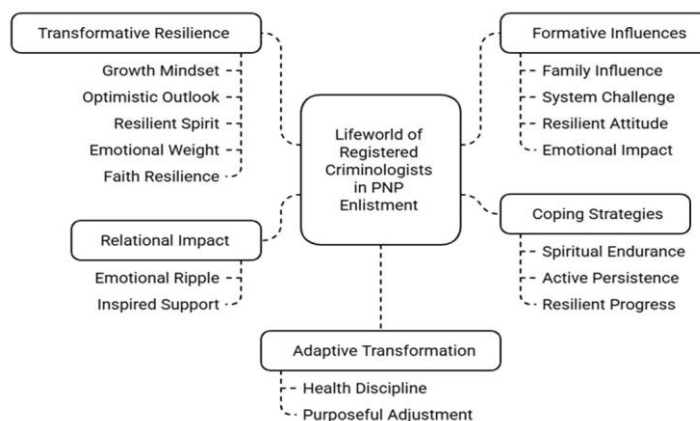 Transformative Resilience
Growth Mindset
Optimistic Outlook
Resilient Spirit
Emotional Weight
Faith Resilience
Relational Impact
Emotional Ripple
Inspired Support
Lifeworld of
Registered
Criminologists
in PNP
Enlistment
Formative Influences
Family Influence
System Challenge
Resilient Attitude
Emotional Impact
Coping Strategies
Spiritual Endurance
Active Persistence
Resilient Progress
Adaptive Transformation
Health Discipline
Purposeful Adjustment